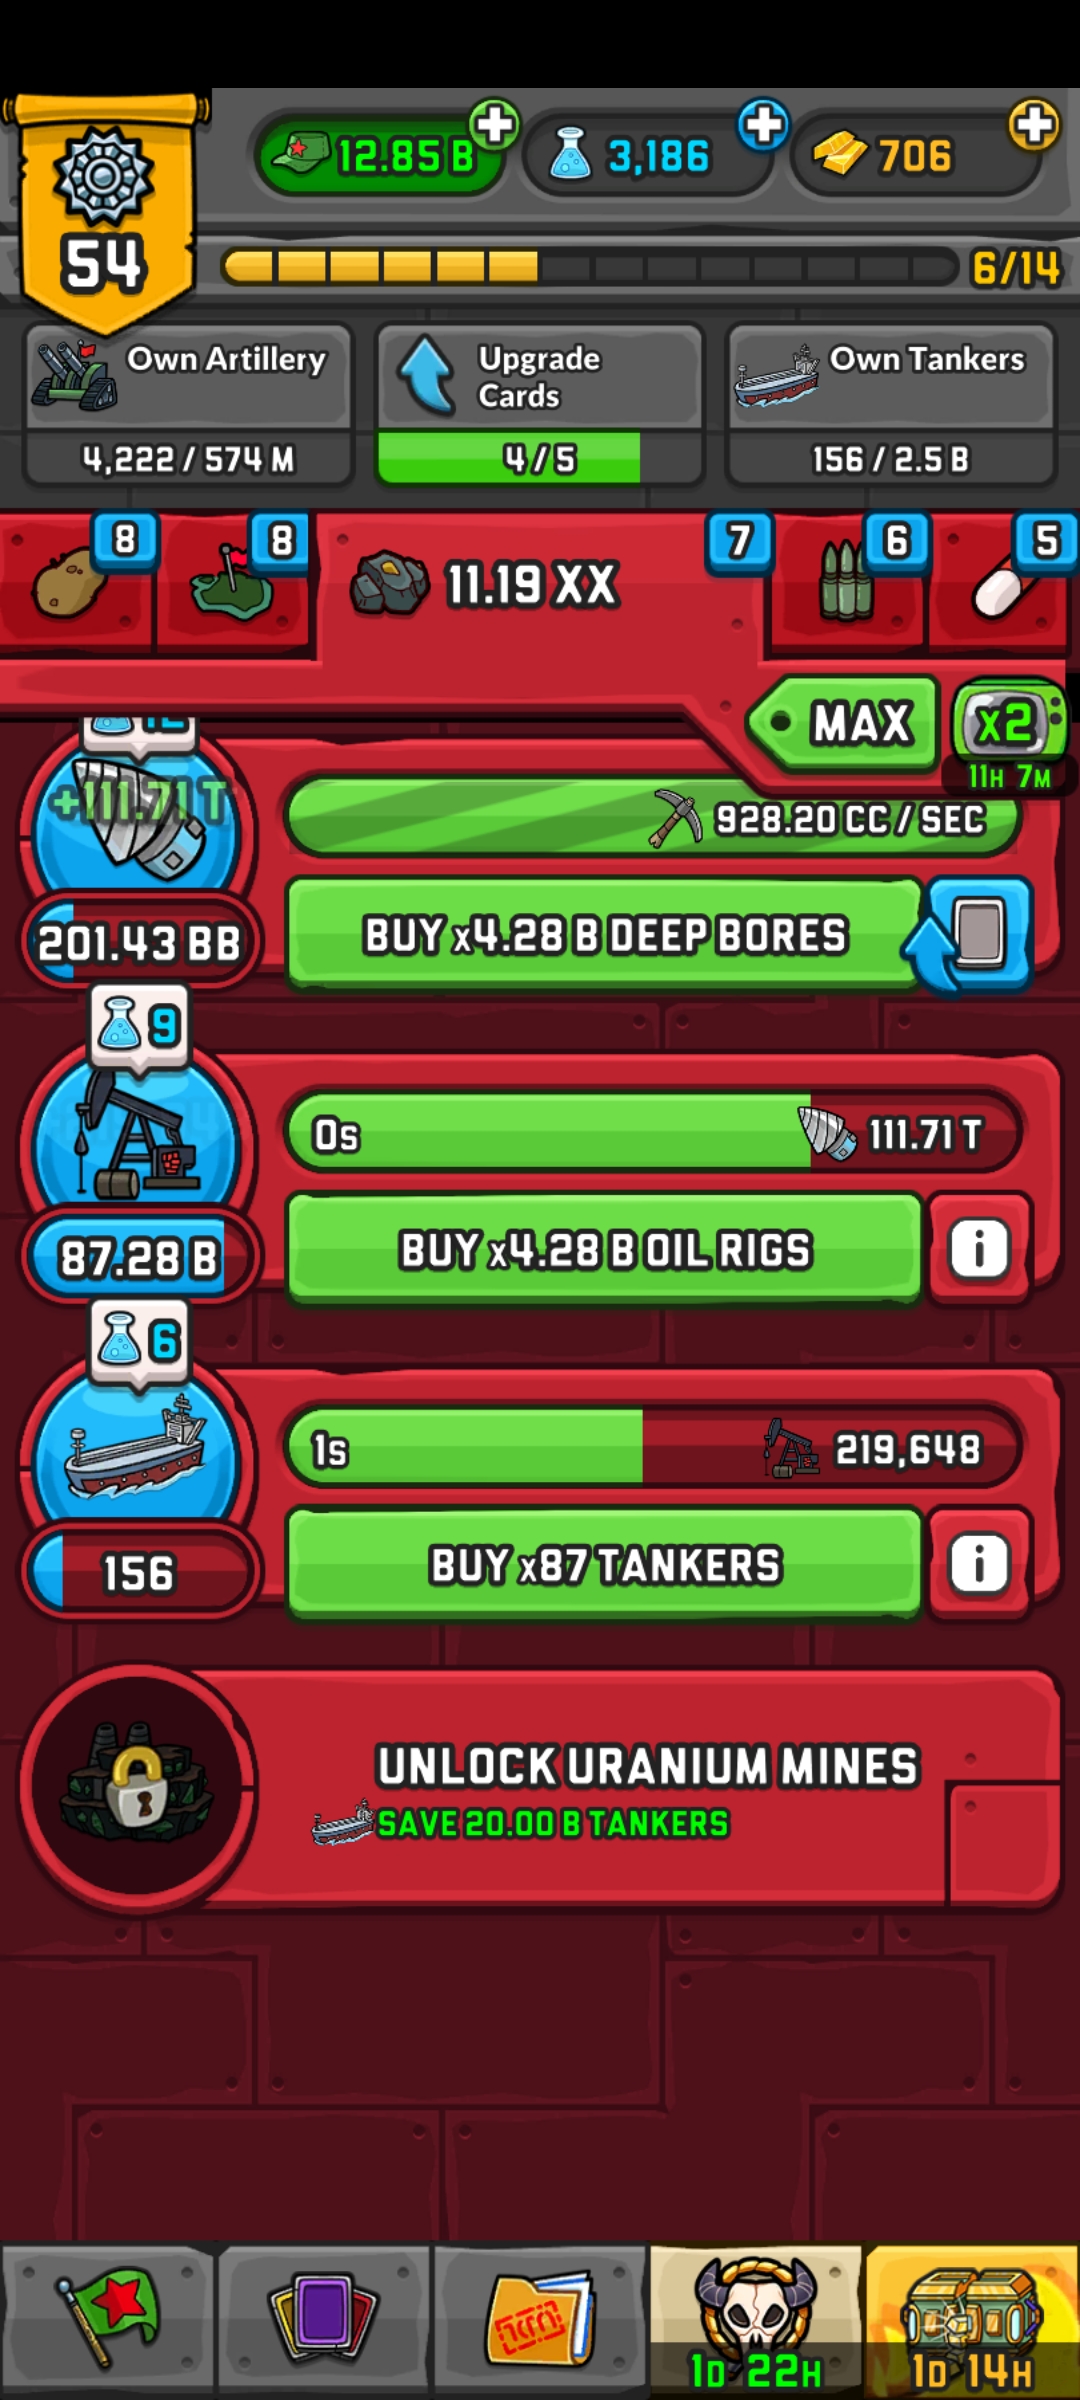 12.85 B
3,186
706
54
6/14
Own Artillery
4,222 / 574 M
Upgrade
Cards
4 / 5
Own Tankers
156 / 2.5 B
8
8
11.19 XX
7
6
5
MAX
x2
11H 7M
12
+111.71 T
928.20 CC / SEC
201.43 BB
BUY x4.28 B DEEP BORES
9
0s
111.71 T
87.28 B
BUY x4.28 B OIL RIGS
i
6
1s
219,648
156
BUY x87 TANKERS
i
UNLOCK URANIUM MINES
SAVE 20.00 B TANKERS
1D 22H
1D 14H